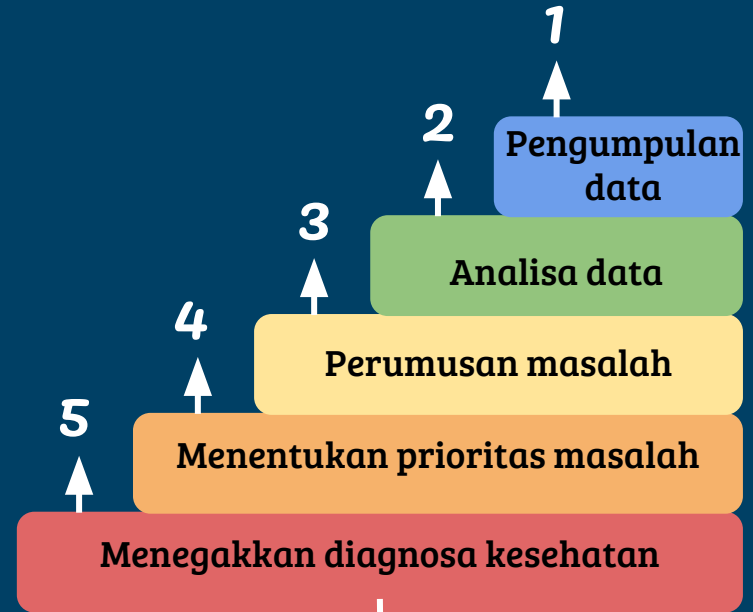 1
Pengumpulan
data
2
Analisa data
3
Perumusan masalah
4
Menentukan prioritas masalah
5
Menegakkan diagnosa kesehatan